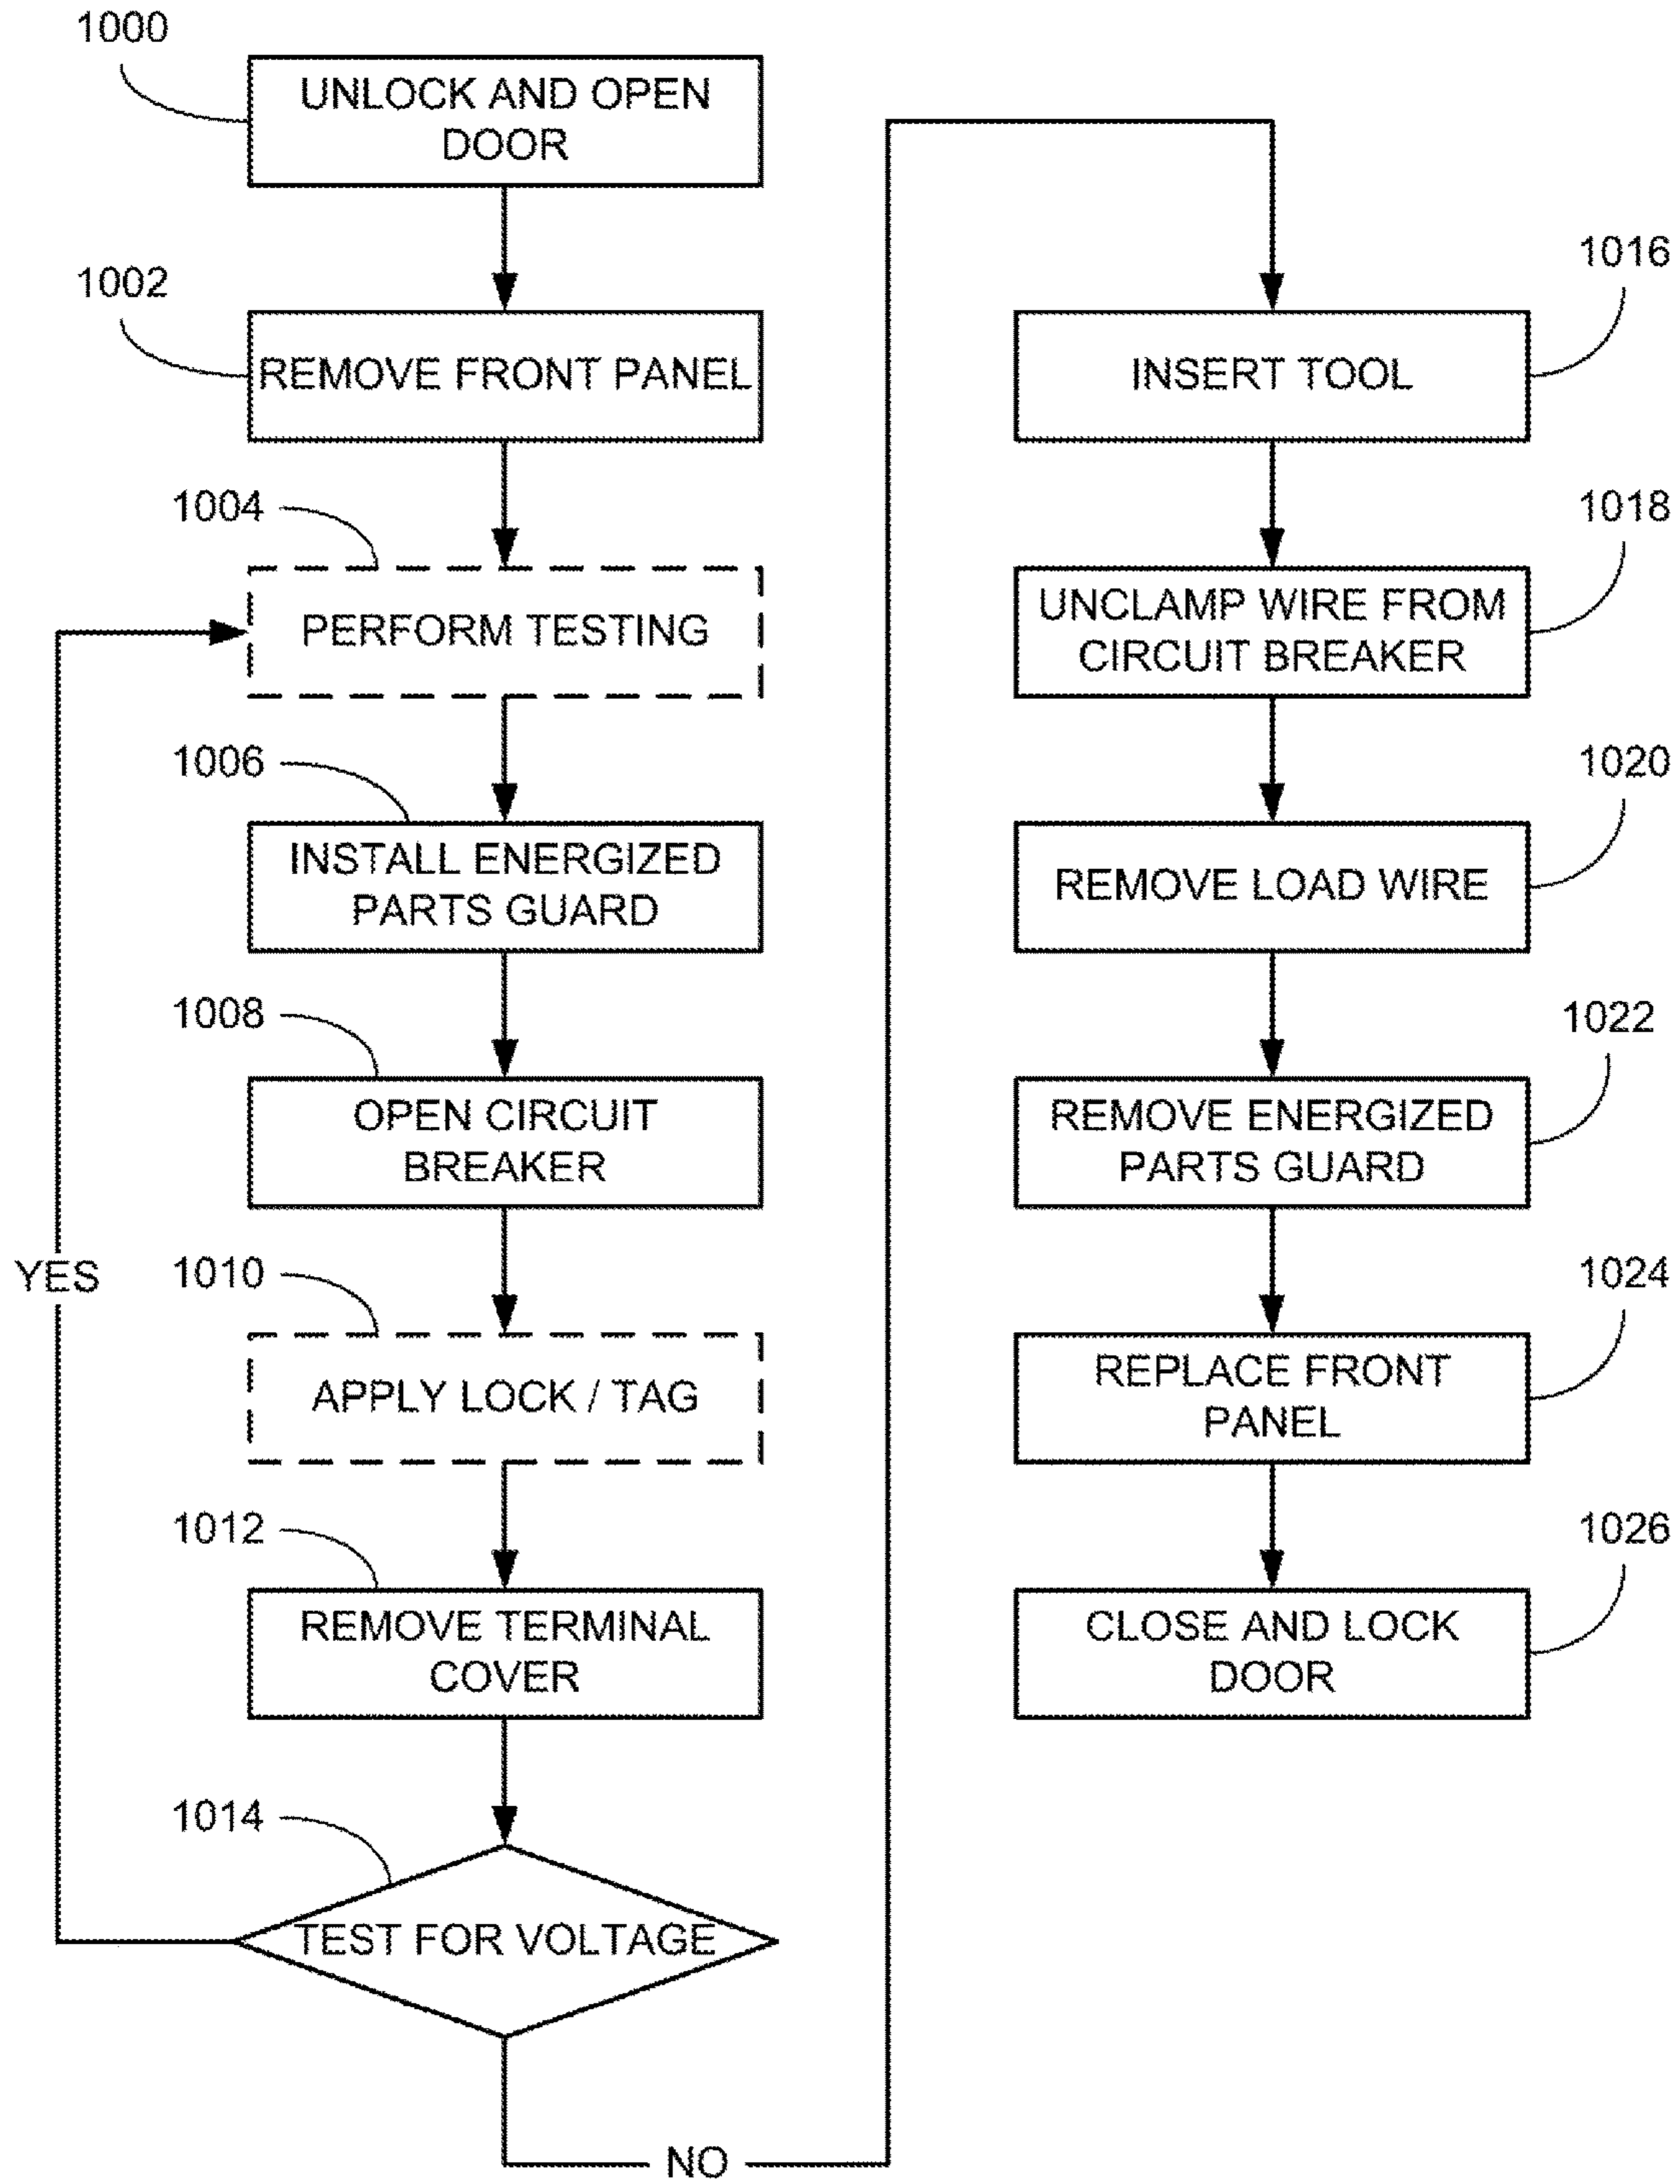 1000
UNLOCK AND OPEN
DOOR
1002
REMOVE FRONT PANEL
1004
PERFORM TESTING
1006
INSTALL ENERGIZED
PARTS GUARD
1008
OPEN CIRCUIT
BREAKER
YES
1010
APPLY LOCK / TAG
1012
REMOVE TERMINAL
COVER
1014
TEST FOR VOLTAGE
NO
1016
INSERT TOOL
1018
UNCLAMP WIRE FROM
CIRCUIT BREAKER
1020
REMOVE LOAD WIRE
1022
REMOVE ENERGIZED
PARTS GUARD
1024
REPLACE FRONT
PANEL
1026
CLOSE AND LOCK
DOOR